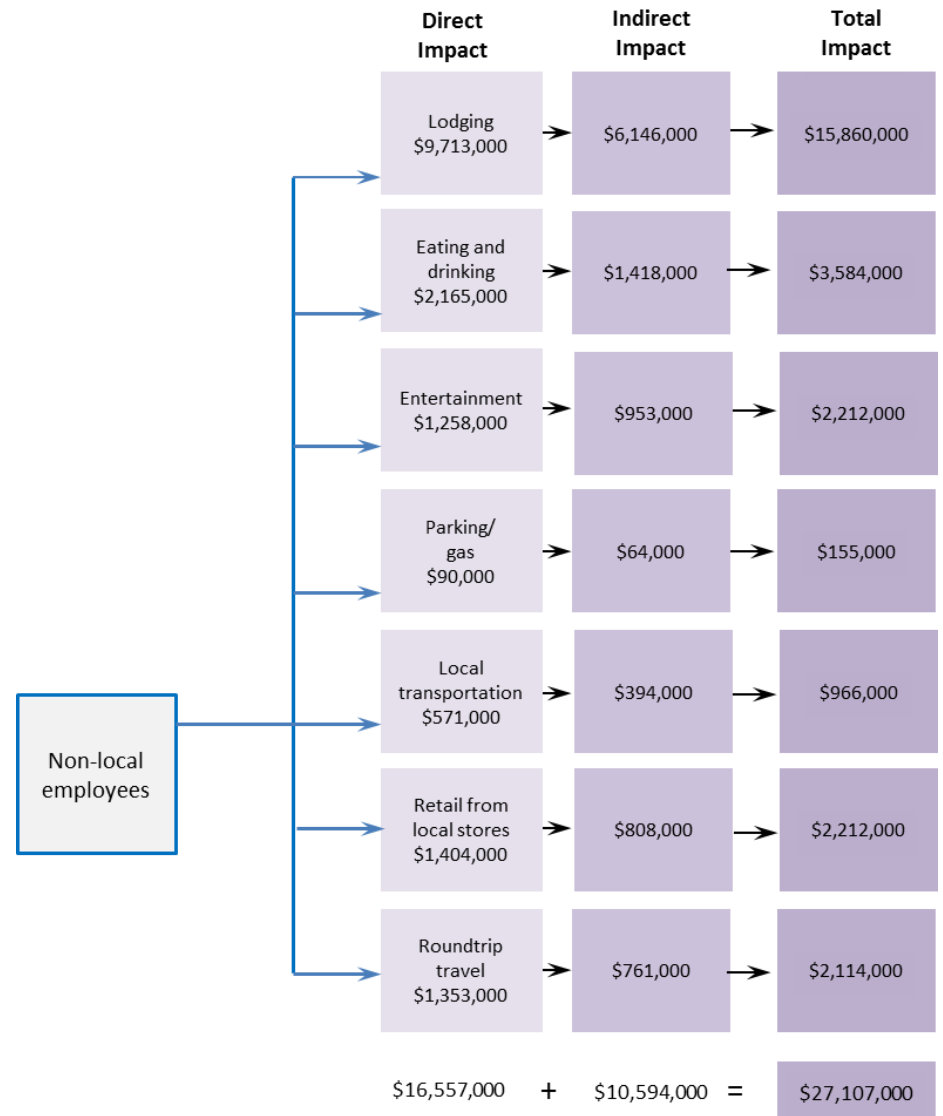 Direct
Impact
Indirect
Impact
Total
Impact
Lodging
$9,713,000
$6,146,000
$15,860,000
Eating and
drinking
$2,165,000
$1,418,000
$3,584,000
Entertainment
$1,258,000
$953,000
$2,212,000
Parking/
gas
$90,000
$64,000
$155,000
Local
transportation
$571,000
$394,000
$966,000
Non-local
employees
Retail from
local stores
$1,404,000
$808,000
$2,212,000
Roundtrip
travel
$1,353,000
$761,000
$2,114,000
$16,557,000 + $10,594,000 = $27,107,000